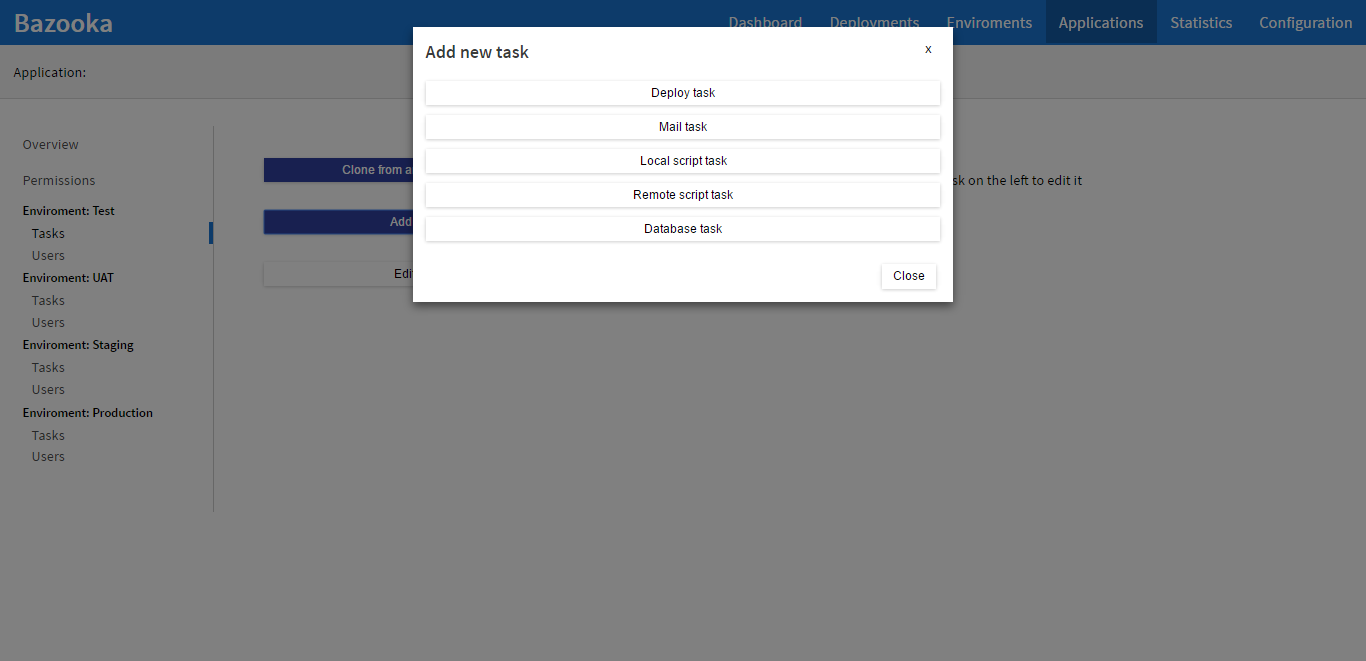 Bazooka
Dashboard Deployments Enviroments Applications Statistics Configuration
Add new task x
Application:
Deploy task
Mail task
Local script task
Remote script task
Database task
Close
Overview
Permissions
Enviroment: Test
Tasks
Users
Enviroment: UAT
Tasks
Users
Enviroment: Staging
Tasks
Users
Enviroment: Production
Tasks
Users
Clone from
Add
on the left to edit it